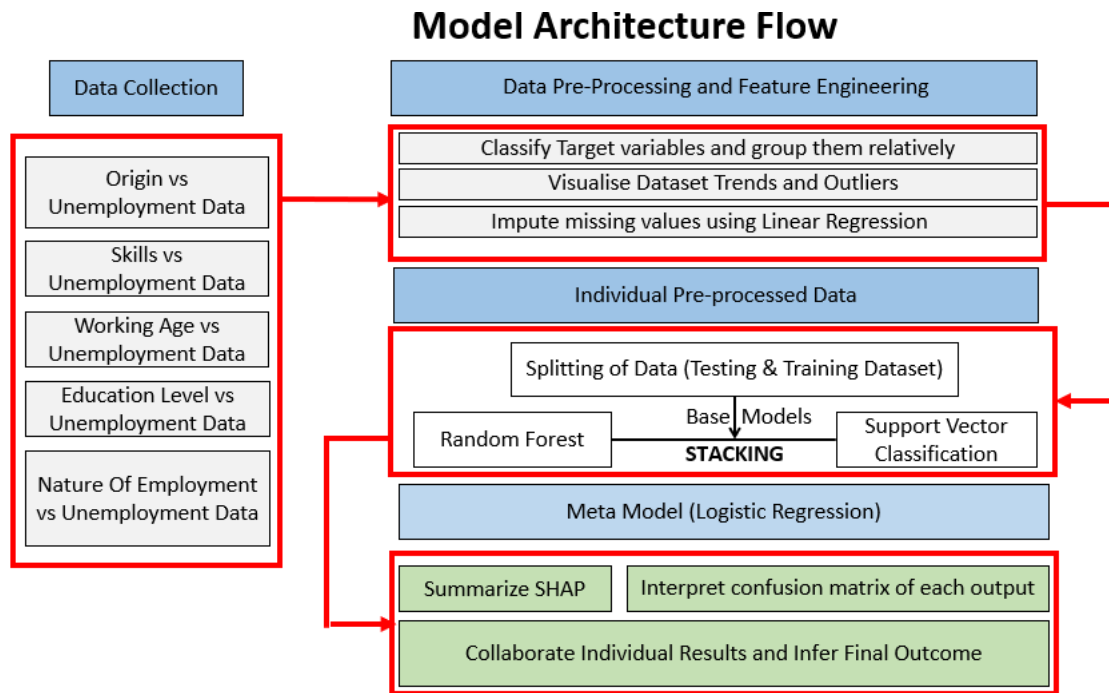 Model Architecture Flow
Data Collection
Origin vs
Unemployment Data
Skills vs
Unemployment Data
Working Age vs
Unemployment Data
Education Level vs
Unemployment Data
Nature Of Employment
vs Unemployment Data
Data Pre-Processing and Feature Engineering
Classify Target variables and group them relatively
Visualise Dataset Trends and Outliers
Impute missing values using Linear Regression
Individual Pre-processed Data
Splitting of Data (Testing & Training Dataset)
Base Models
Random Forest
STACKING
Support Vector
Classification
Meta Model (Logistic Regression)
Summarize SHAP
Interpret confusion matrix of each output
Collaborate Individual Results and Infer Final Outcome